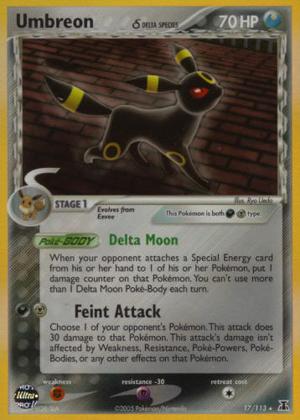 Umbreon δ DELTA SPECIES 70 HP
Illus. Ryo Ueda
STAGE 1 Evolves from Eevee This Pokémon is both type.
Poké-BODY Delta Moon
When your opponent attaches a Special Energy card
from his or her hand to 1 of his or her Pokémon, put 1
damage counter on that Pokémon. You can't use more
than 1 Delta Moon Poké-Body each turn.
Feint Attack
Choose 1 of your opponent's Pokémon. This attack does
30 damage to that Pokémon. This attack's damage isn't
affected by Weakness, Resistance, Poké-Powers, Poké-
Bodies, or any other effects on that Pokémon.
weakness resistance -30 retreat cost
Ultra PRO
©2005 Pokémon/Nintendo 17/113